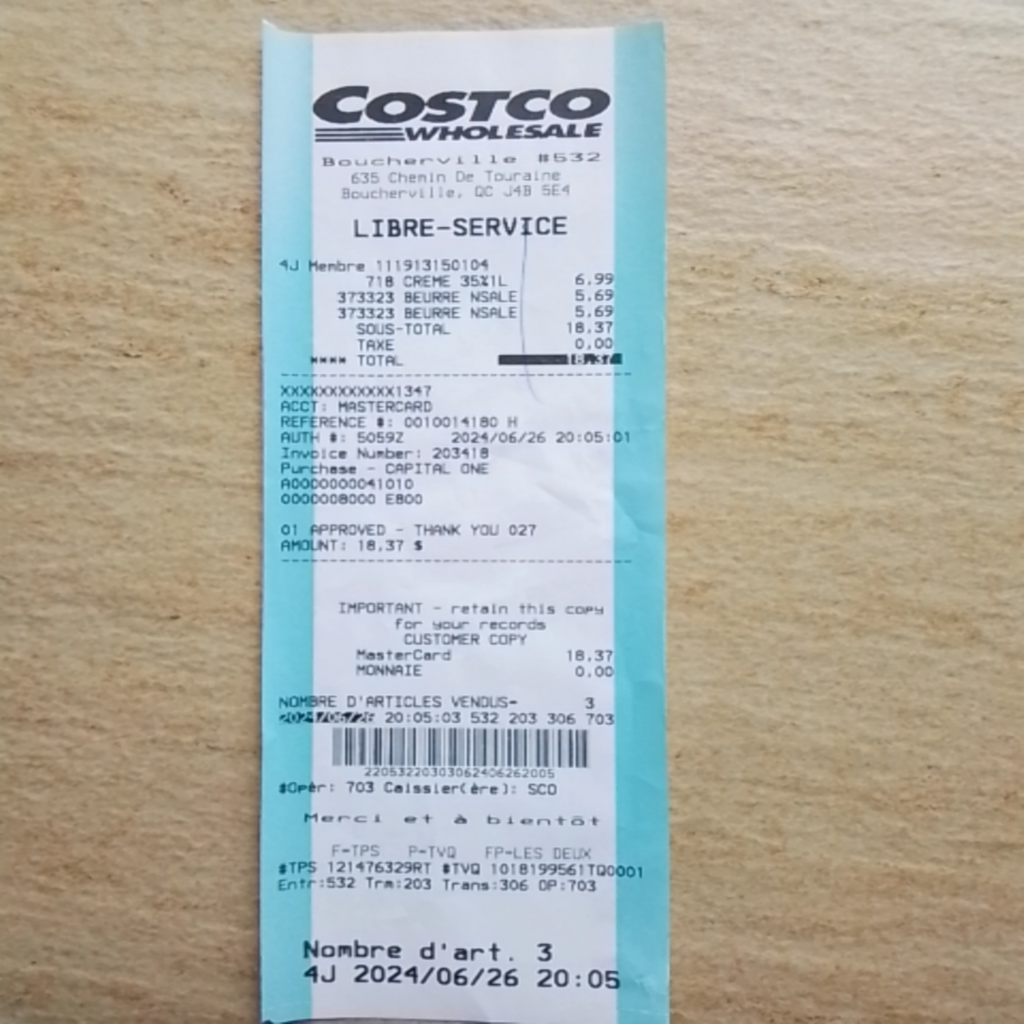 COSTCO
WHOLESALE
Boucherville #532
635 Chemin De Touraine
Boucherville, QC J4B 5E4
LIBRE-SERVICE
4J Membre 111913150104
718 CREME 35%1L 6,99
373323 BEURRE NSALE 5,69
373323 BEURRE NSALE 5,69
SOUS-TOTAL 18,37
TAXE 0,00
**** TOTAL 18,37
XXXXXXXXXXXX1347
ACCT: MASTERCARD
REFERENCE #: 0010014180 H
AUTH #: 5059Z 2024/06/26 20:05:01
Invoice Number: 203418
Purchase - CAPITAL ONE
A0000000041010
0000008000 E800
01 APPROVED - THANK YOU 027
AMOUNT: 18,37 $
IMPORTANT - retain this copy
for your records
CUSTOMER COPY
MasterCard 18,37
MONNAIE 0,00
NOMBRE D'ARTICLES VENDUS- 3
2024/06/26 20:05:03 532 203 306 703
22053220303062406262005
#Opér: 703 Caissier(ère): SCO
Merci et à bientôt
F-TPS P-TVQ FP-LES DEUX
#TPS 121476329RT #TVQ 1018199561TQ0001
Entr:532 Trm:203 Trans:306 OP:703
Nombre d'art. 3
4J 2024/06/26 20:05